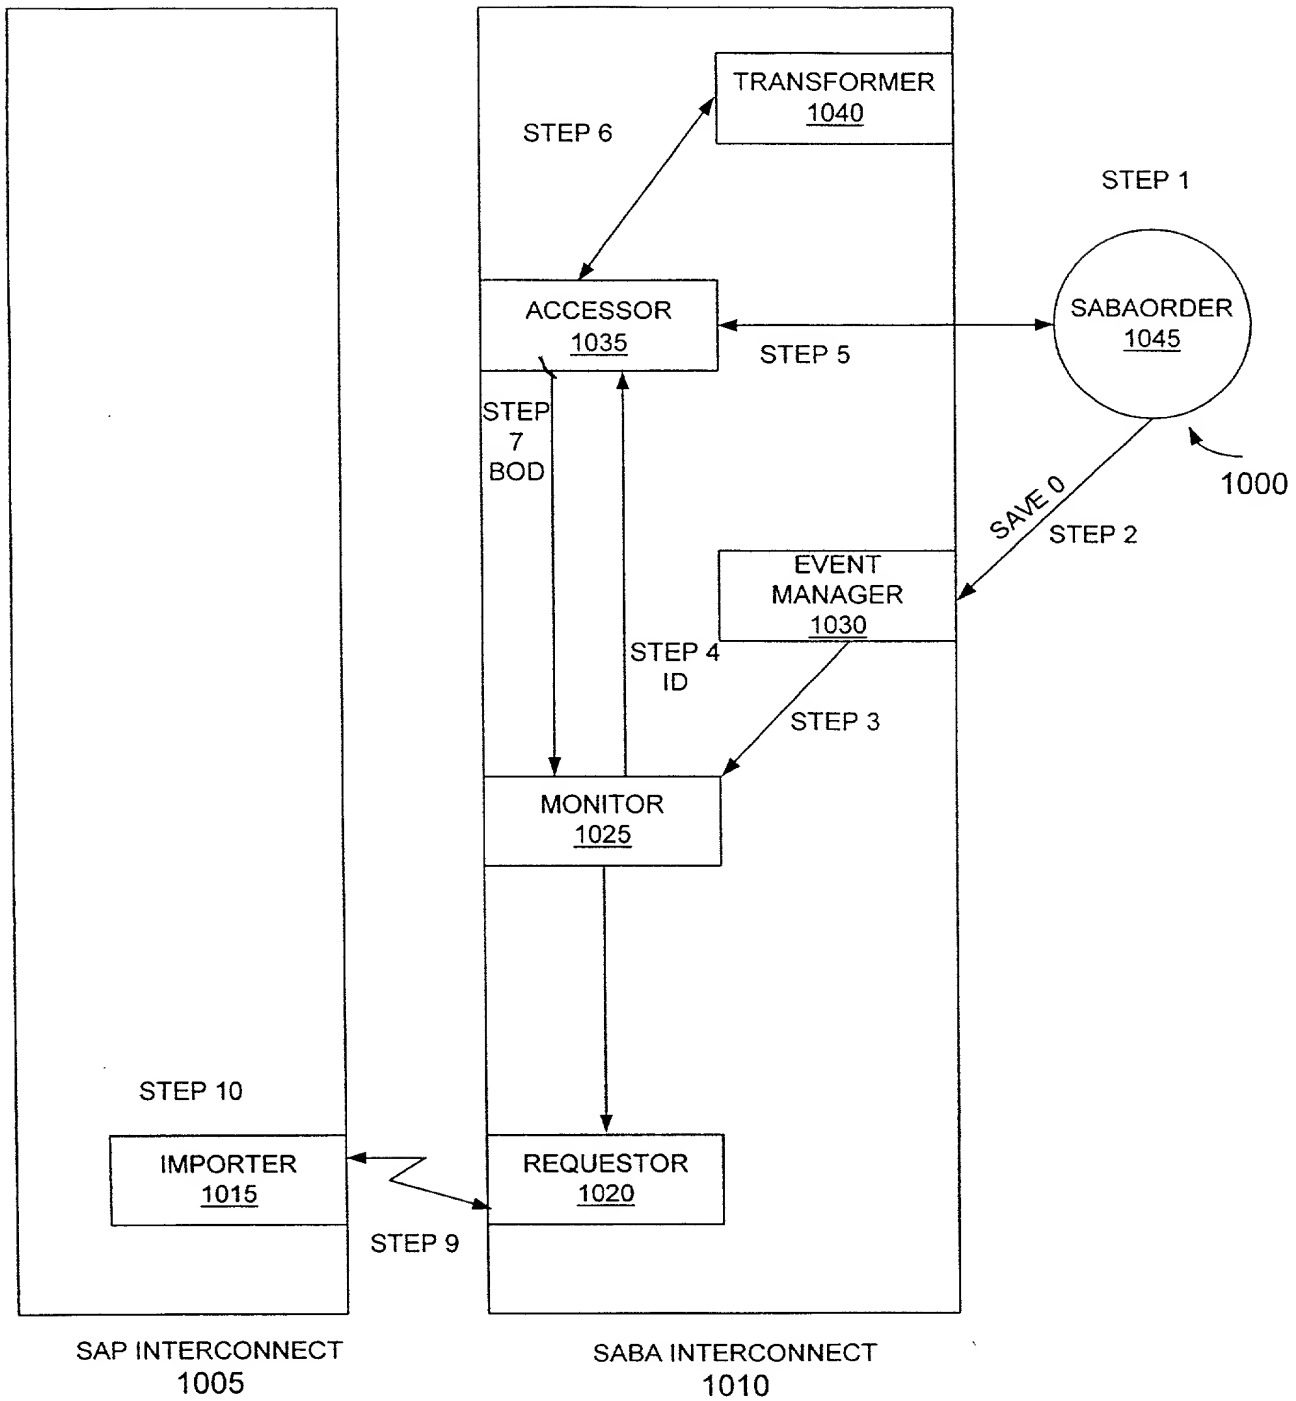 TRANSFORMER
1040
STEP 6
STEP 1
ACCESSOR
1035
SABAORDER
1045
STEP 5
STEP
7
BOD
1000
SAVE 0
STEP 2
EVENT
MANAGER
1030
STEP 4
ID
STEP 3
MONITOR
1025
STEP 10
IMPORTER
1015
REQUESTOR
1020
STEP 9
SAP INTERCONNECT
1005
SABA INTERCONNECT
1010